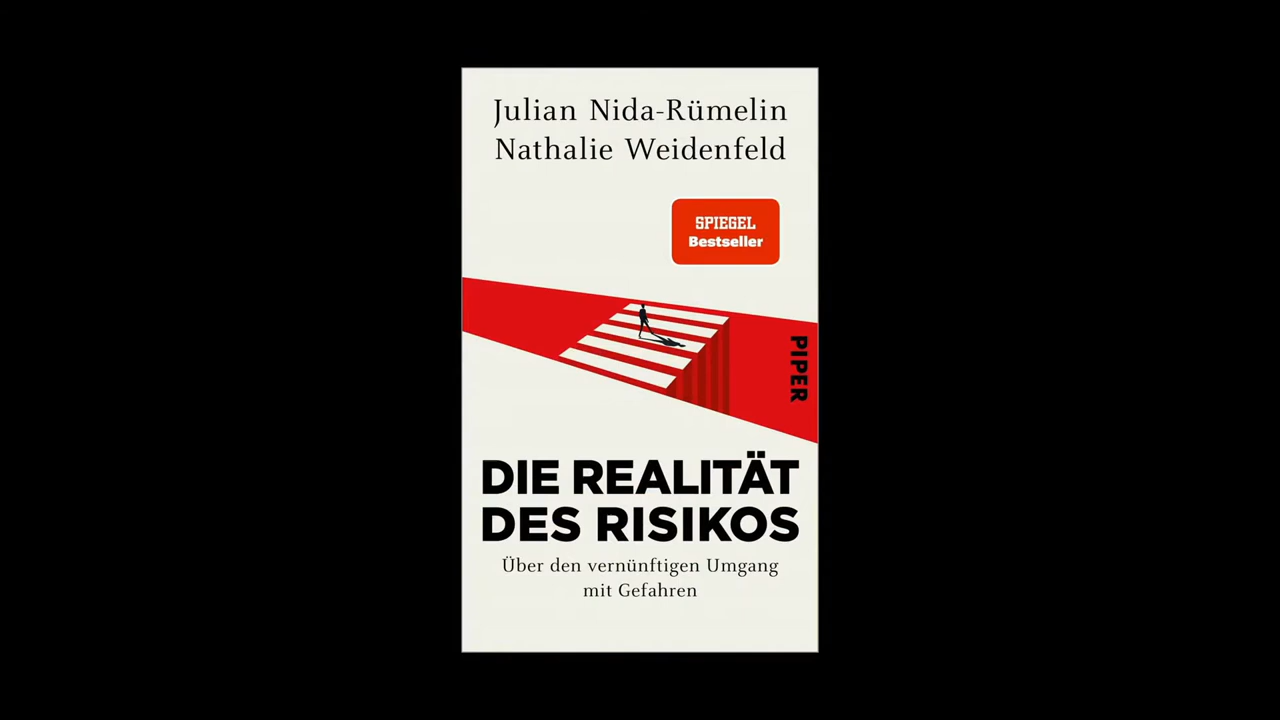 Julian Nida-Rümelin
Nathalie Weidenfeld
SPIEGEL
Bestseller
PIPER
DIE REALITÄT
DES RISIKOS
Über den vernünftigen Umgang
mit Gefahren